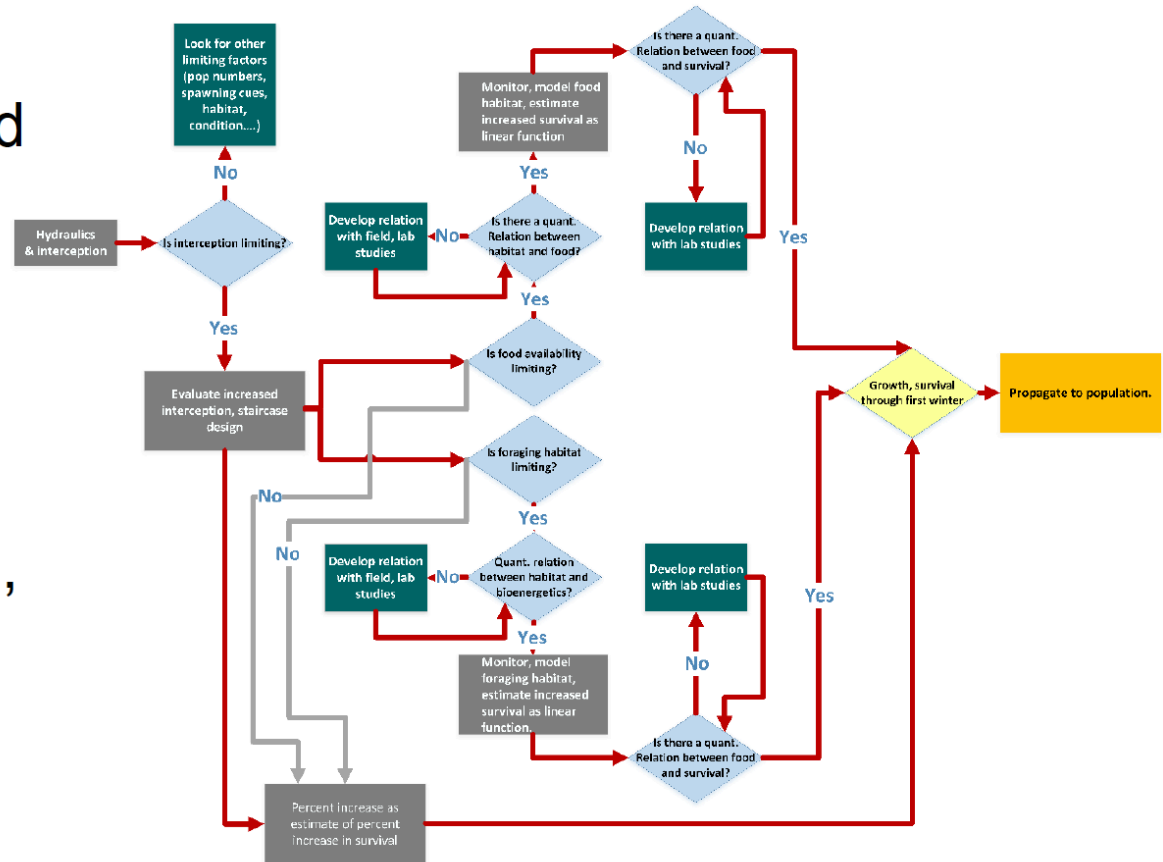 d
,
Look for other
limiting factors
(pop numbers,
spawning cues,
habitat,
condition....)
No
Hydraulics
& interception
Is interception limiting?
Yes
Evaluate increased
interception, staircase
design
Monitor, model food
habitat, estimate
increased survival as
linear function
Yes
Develop relation
with field, lab
studies
No
Is there a quant.
Relation between
habitat and food?
Yes
Is food availability
limiting?
Is foraging habitat
limiting?
No
No
Yes
Develop relation
with field, lab
studies
No
Quant. relation
between habitat and
bioenergetics?
Yes
Monitor, model
foraging habitat,
estimate increased
survival as linear
function.
Is there a quant.
Relation between food
and survival?
No
Develop relation
with lab studies
Yes
Develop relation
with lab studies
No
Is there a quant.
Relation between food
and survival?
Yes
Growth, survival
through first winter
Propagate to population.
Percent increase as
estimate of percent
increase in survival